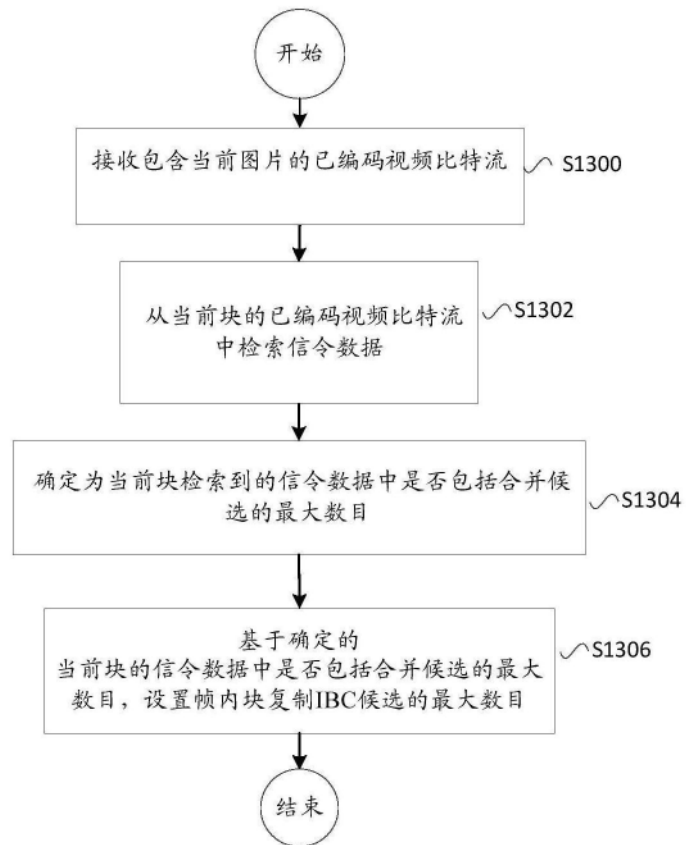 开始
接收包含当前图片的已编码视频比特流
S1300
从当前块的已编码视频比特流
中检索信令数据
S1302
确定为当前块检索到的信令数据中是否包括合并候
选的最大数目
S1304
基于确定的
当前块的信令数据中是否包括合并候选的最大
数目，设置帧内块复制IBC候选的最大数目
S1306
结束